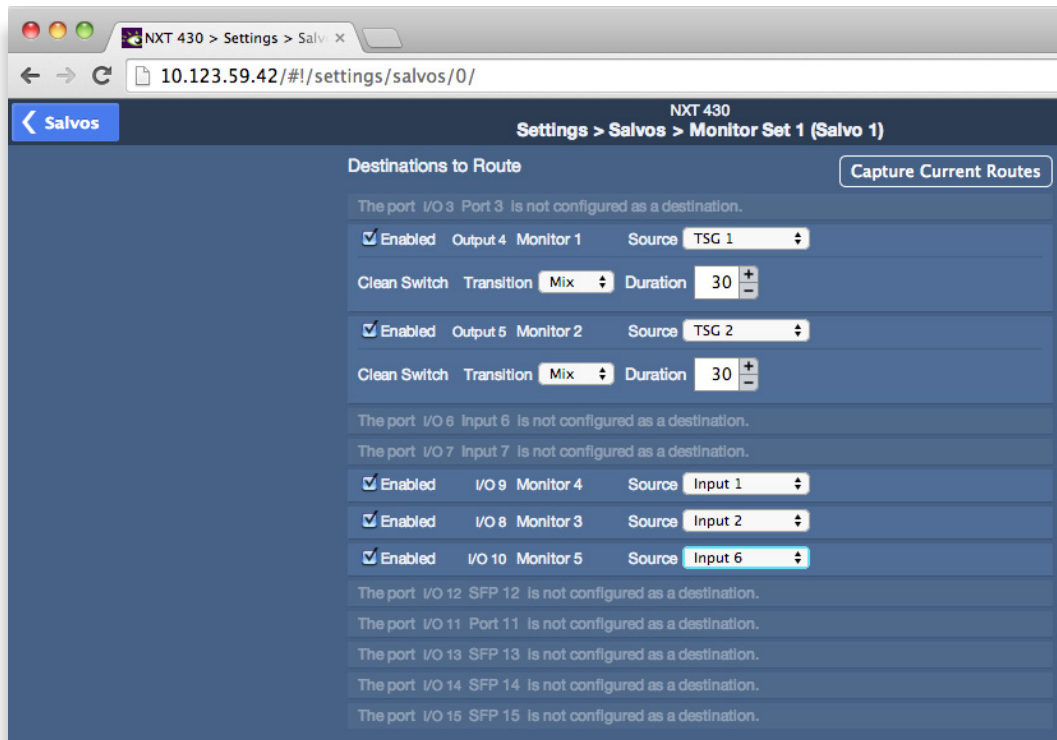 NXT 430 > Settings > Salv
10.123.59.42/#!/settings/salvos/0/
Salvos
NXT 430
Settings > Salvos > Monitor Set 1 (Salvo 1)
Destinations to Route
Capture Current Routes
The port I/O 3 Port 3 is not configured as a destination.
Enabled Output 4 Monitor 1 Source TSG 1
Clean Switch Transition Mix Duration 30 + −
Enabled Output 5 Monitor 2 Source TSG 2
Clean Switch Transition Mix Duration 30 + −
The port I/O 6 Input 6 is not configured as a destination.
The port I/O 7 Input 7 is not configured as a destination.
Enabled I/O 9 Monitor 4 Source Input 1
Enabled I/O 8 Monitor 3 Source Input 2
Enabled I/O 10 Monitor 5 Source Input 6
The port I/O 12 SFP 12 is not configured as a destination.
The port I/O 11 Port 11 is not configured as a destination.
The port I/O 13 SFP 13 is not configured as a destination.
The port I/O 14 SFP 14 is not configured as a destination.
The port I/O 15 SFP 15 is not configured as a destination.